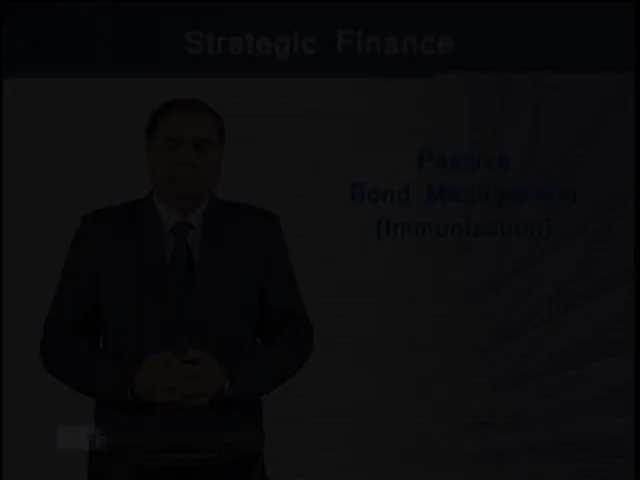 Strategic Finance
Passive
Bond Management
(Immunization)